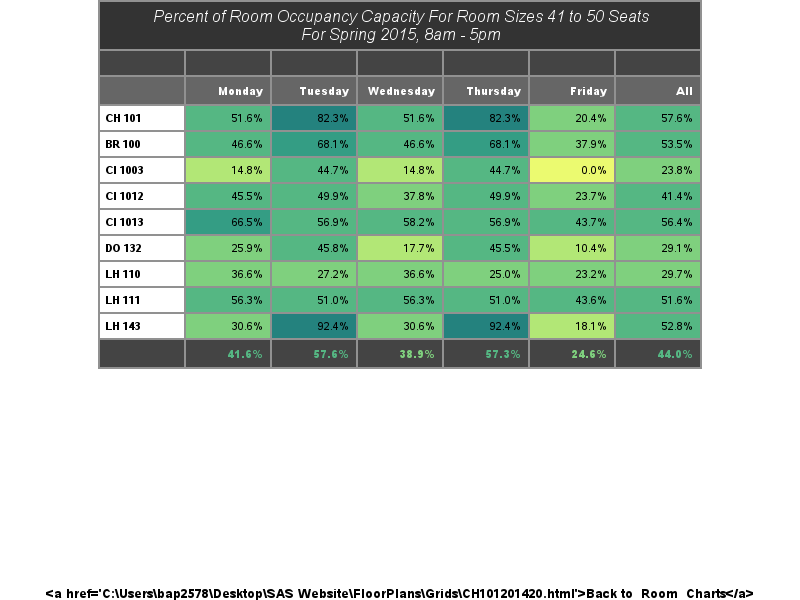 Percent of Room Occupancy Capacity For Room Sizes 41 to 50 Seats
For Spring 2015, 8am - 5pm
Monday Tuesday Wednesday Thursday Friday All
CH 101 51.6% 82.3% 51.6% 82.3% 20.4% 57.6%
BR 100 46.6% 68.1% 46.6% 68.1% 37.9% 53.5%
CI 1003 14.8% 44.7% 14.8% 44.7% 0.0% 23.8%
CI 1012 45.5% 49.9% 37.8% 49.9% 23.7% 41.4%
CI 1013 66.5% 56.9% 58.2% 56.9% 43.7% 56.4%
DO 132 25.9% 45.8% 17.7% 45.5% 10.4% 29.1%
LH 110 36.6% 27.2% 36.6% 25.0% 23.2% 29.7%
LH 111 56.3% 51.0% 56.3% 51.0% 43.6% 51.6%
LH 143 30.6% 92.4% 30.6% 92.4% 18.1% 52.8%
41.6% 57.6% 38.9% 57.3% 24.6% 44.0%
<a href='C:\Users\bap2578\Desktop\SAS Website\FloorPlans\Grids\CH101201420.html'>Back to Room Charts</a>